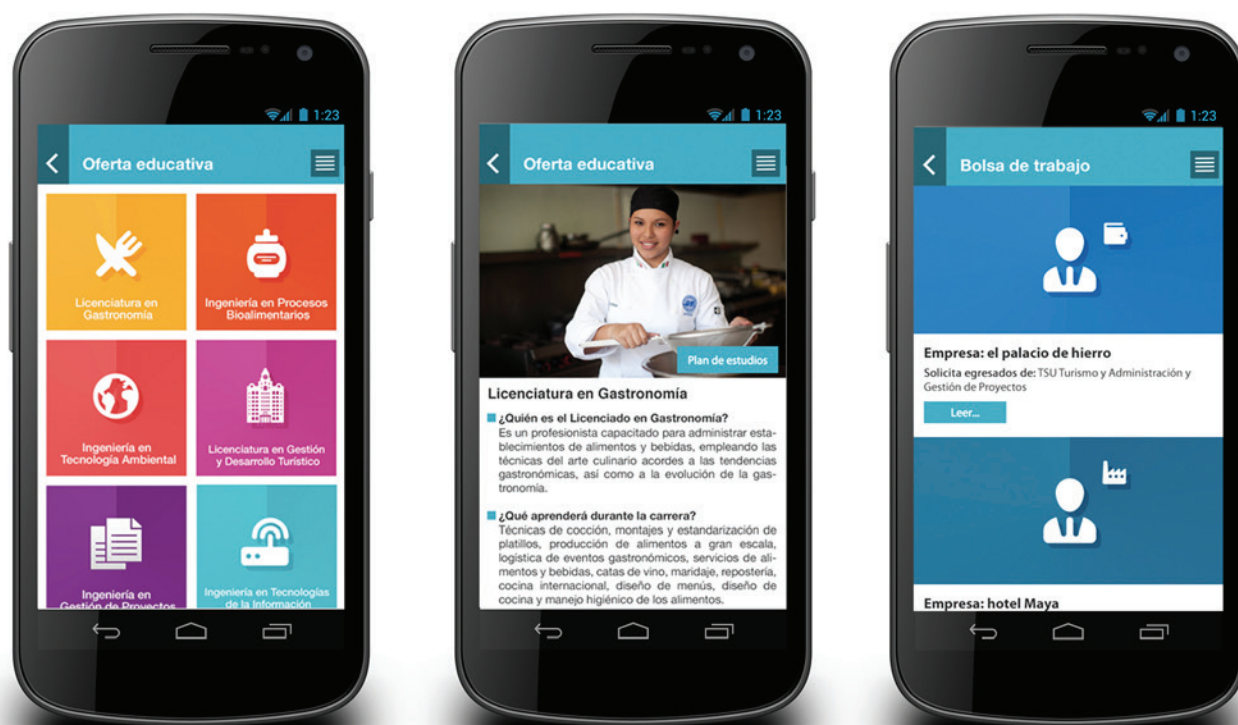 1:23
Oferta educativa
Licenciatura en
Gastronomía
Ingeniería en Procesos
Bioalimentarios
Ingeniería en
Tecnología Ambiental
Licenciatura en Gestión
y Desarrollo Turístico
Ingeniería en
Gestión de Proyectos
Ingeniería en Tecnologías
de la Información
1:23
Oferta educativa
Plan de estudios
Licenciatura en Gastronomía
¿Quién es el Licenciado en Gastronomía?
Es un profesionista capacitado para administrar esta-
blecimientos de alimentos y bebidas, empleando las
técnicas del arte culinario acordes a las tendencias
gastronómicas, así como a la evolución de la gas-
tronomía.
¿Qué aprenderá durante la carrera?
Técnicas de cocción, montajes y estandarización de
platillos, producción de alimentos a gran escala,
logística de eventos gastronómicos, servicios de ali-
mentos y bebidas, catas de vino, maridaje, repostería,
cocina internacional, diseño de menús, diseño de
cocina y manejo higiénico de los alimentos.
1:23
Bolsa de trabajo
Empresa: el palacio de hierro
Solicita egresados de: TSU Turismo y Administración y
Gestión de Proyectos
Leer...
Empresa: hotel Maya